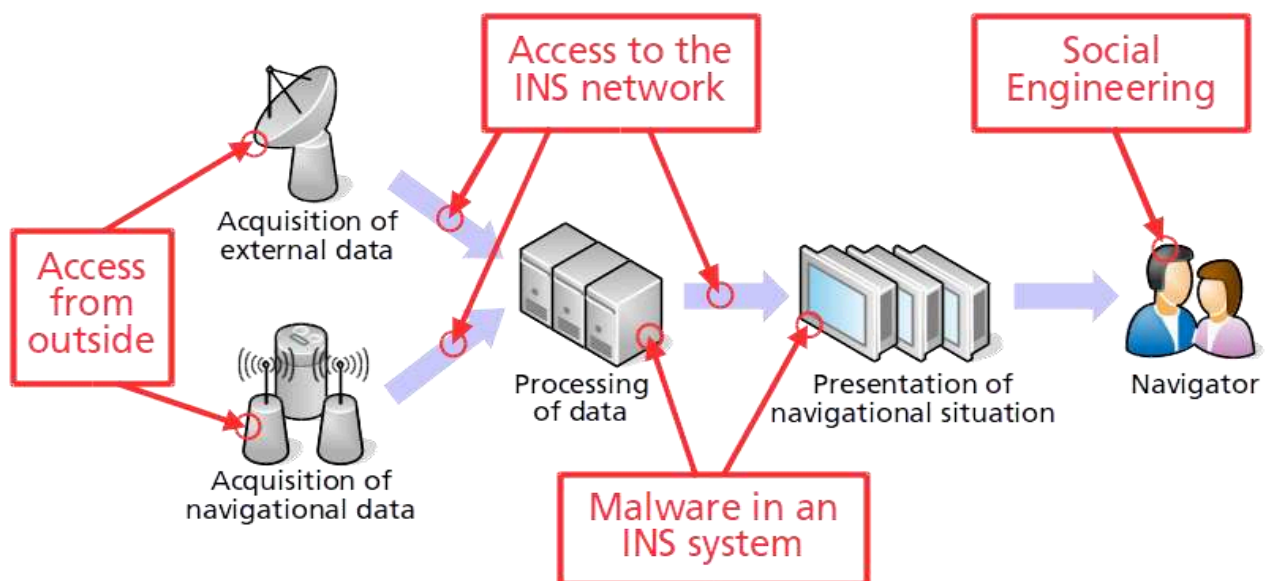 Access to the
INS network
Social
Engineering
Acquisition of
external data
Access
from
outside
Processing
of data
Presentation of
navigational situation
Navigator
Acquisition of
navigational data
Malware in an
INS system